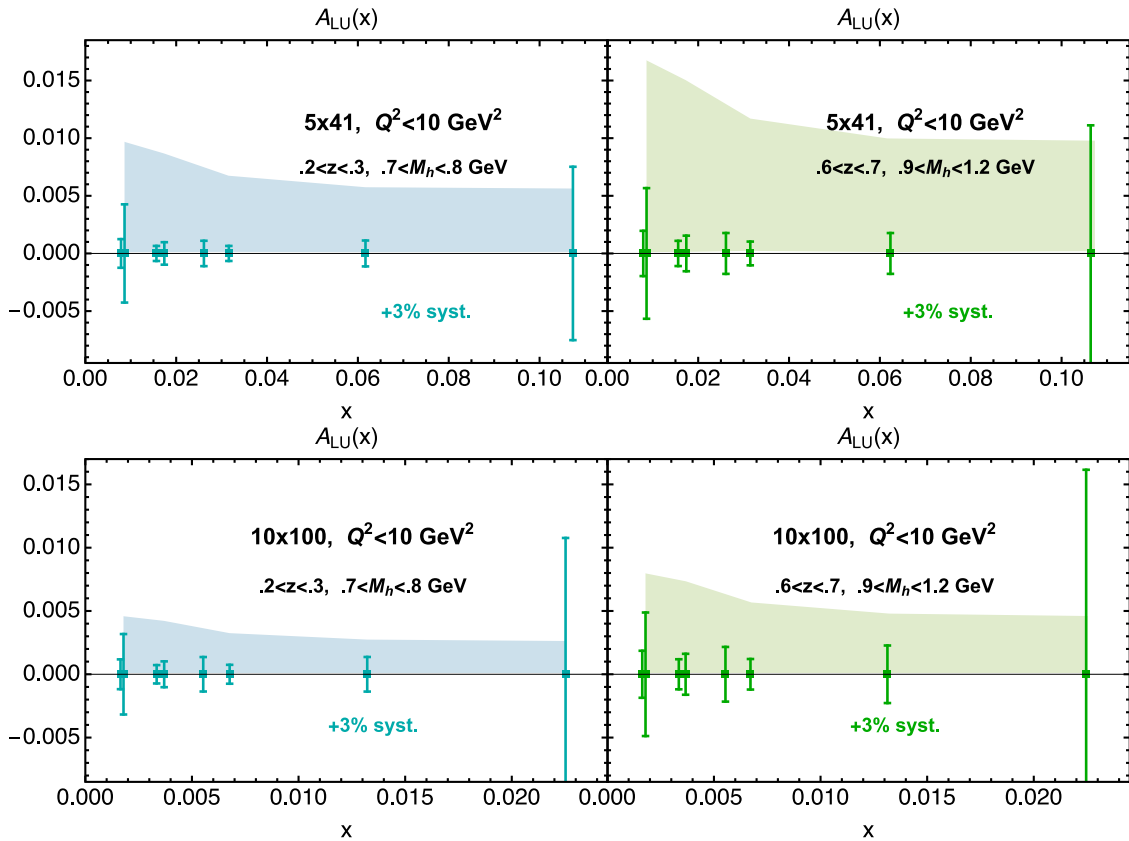 A_LU(x) A_LU(x)
0.015
0.010
0.005
0.000
−0.005
5x41, Q^2<10 GeV^2
.2<z<.3, .7<M_h<.8 GeV
+3% syst.
5x41, Q^2<10 GeV^2
.6<z<.7, .9<M_h<1.2 GeV
+3% syst.
0.00 0.02 0.04 0.06 0.08 0.10 0.00 0.02 0.04 0.06 0.08 0.10
x x
A_LU(x) A_LU(x)
0.015
0.010
0.005
0.000
−0.005
10x100, Q^2<10 GeV^2
.2<z<.3, .7<M_h<.8 GeV
+3% syst.
10x100, Q^2<10 GeV^2
.6<z<.7, .9<M_h<1.2 GeV
+3% syst.
0.000 0.005 0.010 0.015 0.020 0.000 0.005 0.010 0.015 0.020
x x